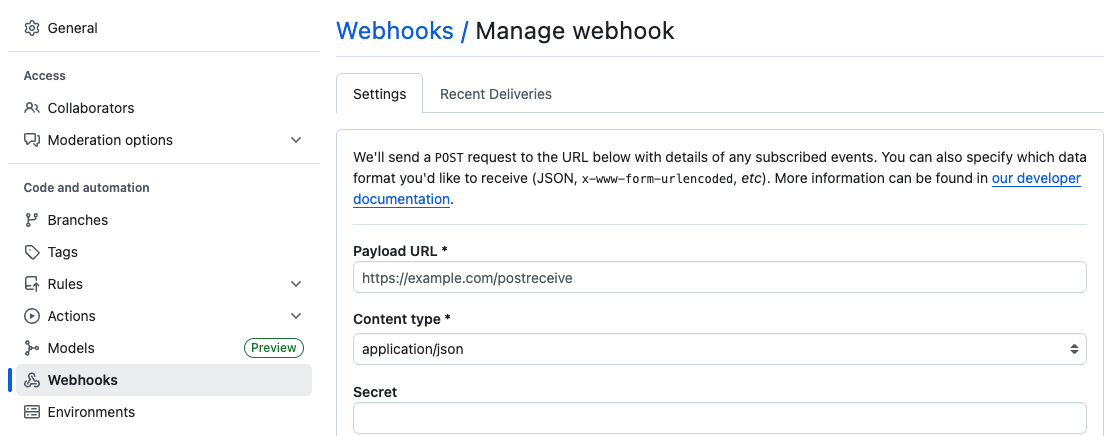 General
Access
Collaborators
Moderation options
Code and automation
Branches
Tags
Rules
Actions
Models
Preview
Webhooks
Environments
Webhooks / Manage webhook
Settings
Recent Deliveries
We'll send a POST request to the URL below with details of any subscribed events. You can also specify which data
format you'd like to receive (JSON, x-www-form-urlencoded, etc). More information can be found in our developer
documentation.
Payload URL *
https://example.com/postreceive
Content type *
application/json
Secret